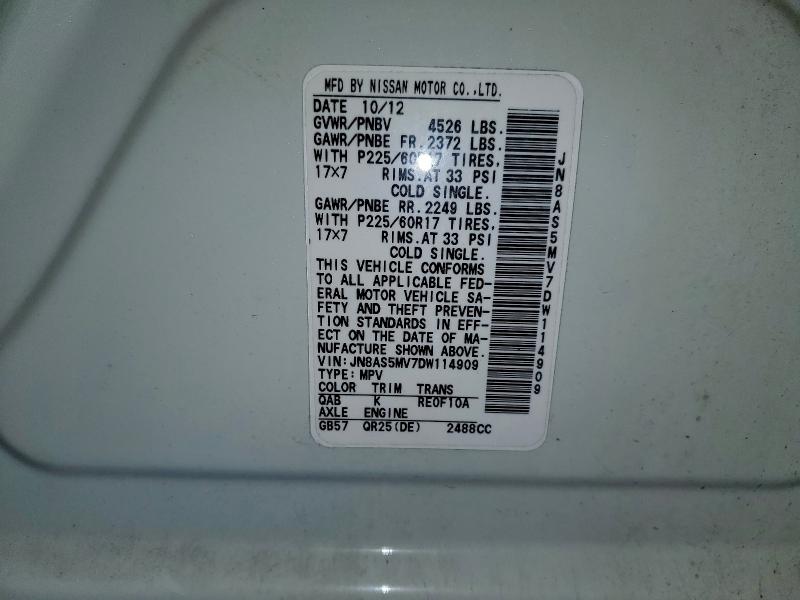 MFD BY NISSAN MOTOR CO.,LTD.
DATE 10/12
GVWR/PNBV 4526 LBS.
GAWR/PNBE FR.2372 LBS.
WITH P225/60R17 TIRES,
17×7 RIMS.AT 33 PSI
COLD SINGLE.
GAWR/PNBE RR.2249 LBS.
WITH P225/60R17 TIRES,
17×7 RIMS.AT 33 PSI
COLD SINGLE.
THIS VEHICLE CONFORMS
TO ALL APPLICABLE FED-
ERAL MOTOR VEHICLE SA-
FETY AND THEFT PREVEN-
TION STANDARDS IN EFF-
ECT ON THE DATE OF MA-
NUFACTURE SHOWN ABOVE.
VIN:JN8AS5MV7DW114909
TYPE:MPV
COLOR TRIM TRANS
QAB K RE0F10A
AXLE ENGINE
GB57 QR25(DE) 2488CC
JN8AS5MV7DW114909